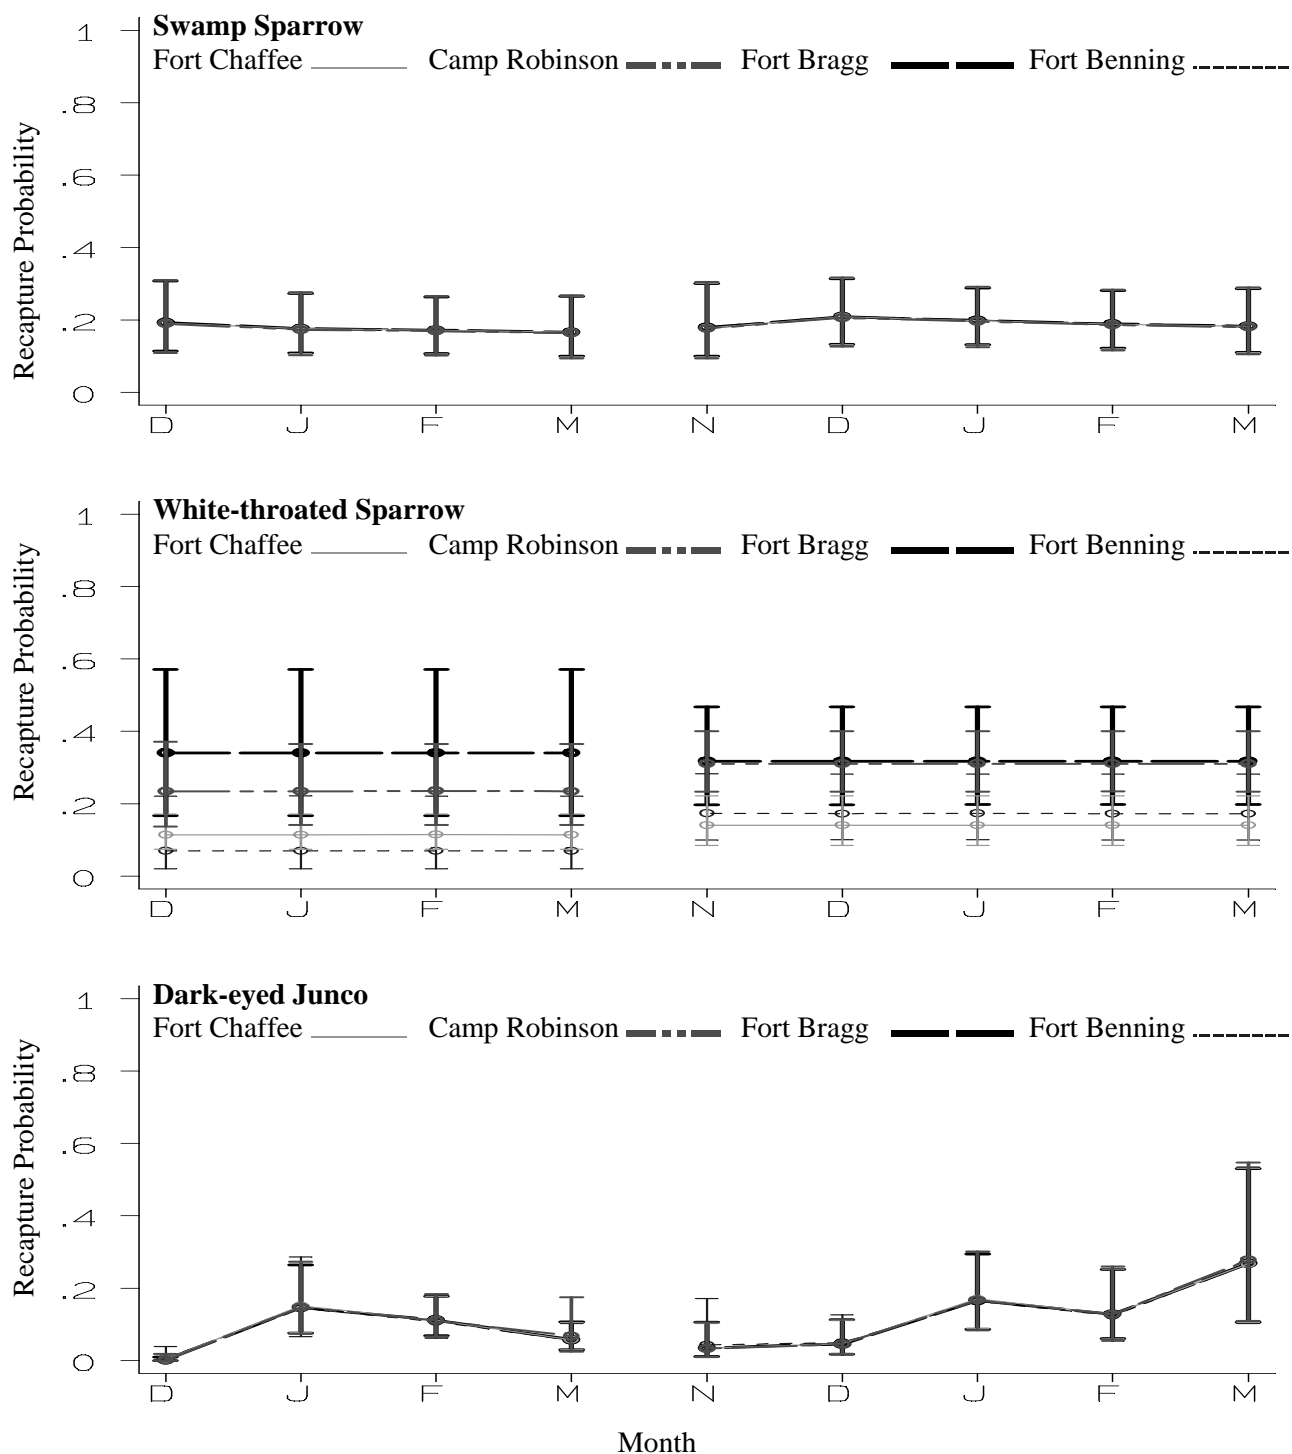 Swamp Sparrow
Fort Chaffee Camp Robinson Fort Bragg Fort Benning
Recapture Probability
1
.8
.6
.4
.2
0
D J F M N D J F M
White-throated Sparrow
Fort Chaffee Camp Robinson Fort Bragg Fort Benning
Recapture Probability
1
.8
.6
.4
.2
0
D J F M N D J F M
Dark-eyed Junco
Fort Chaffee Camp Robinson Fort Bragg Fort Benning
Recapture Probability
1
.8
.6
.4
.2
0
D J F M N D J F M
Month